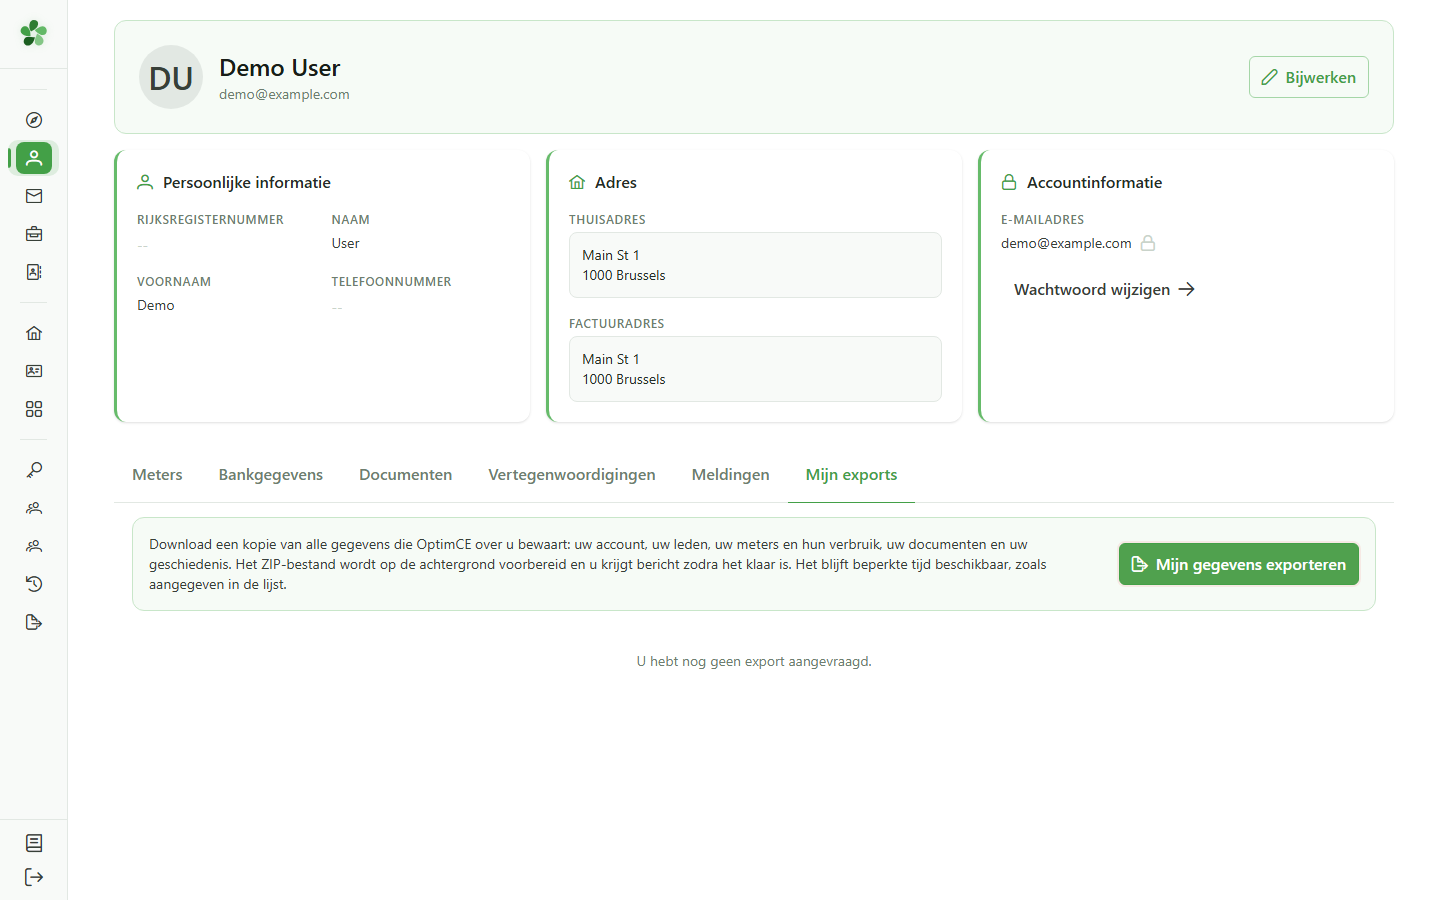 DU
Demo User
demo@example.com
Bijwerken
Persoonlijke informatie
RIJKSREGISTERNUMMER
--
NAAM
User
VOORNAAM
Demo
TELEFOONNUMMER
--
Adres
THUISADRES
Main St 1
1000 Brussels
FACTUURADRES
Main St 1
1000 Brussels
Accountinformatie
E-MAILADRES
demo@example.com
Wachtwoord wijzigen
Meters
Bankgegevens
Documenten
Vertegenwoordigingen
Meldingen
Mijn exports
Download een kopie van alle gegevens die OptimCE over u bewaart: uw account, uw leden, uw meters en hun verbruik, uw documenten en uw
geschiedenis. Het ZIP-bestand wordt op de achtergrond voorbereid en u krijgt bericht zodra het klaar is. Het blijft beperkte tijd beschikbaar, zoals
aangegeven in de lijst.
Mijn gegevens exporteren
U hebt nog geen export aangevraagd.